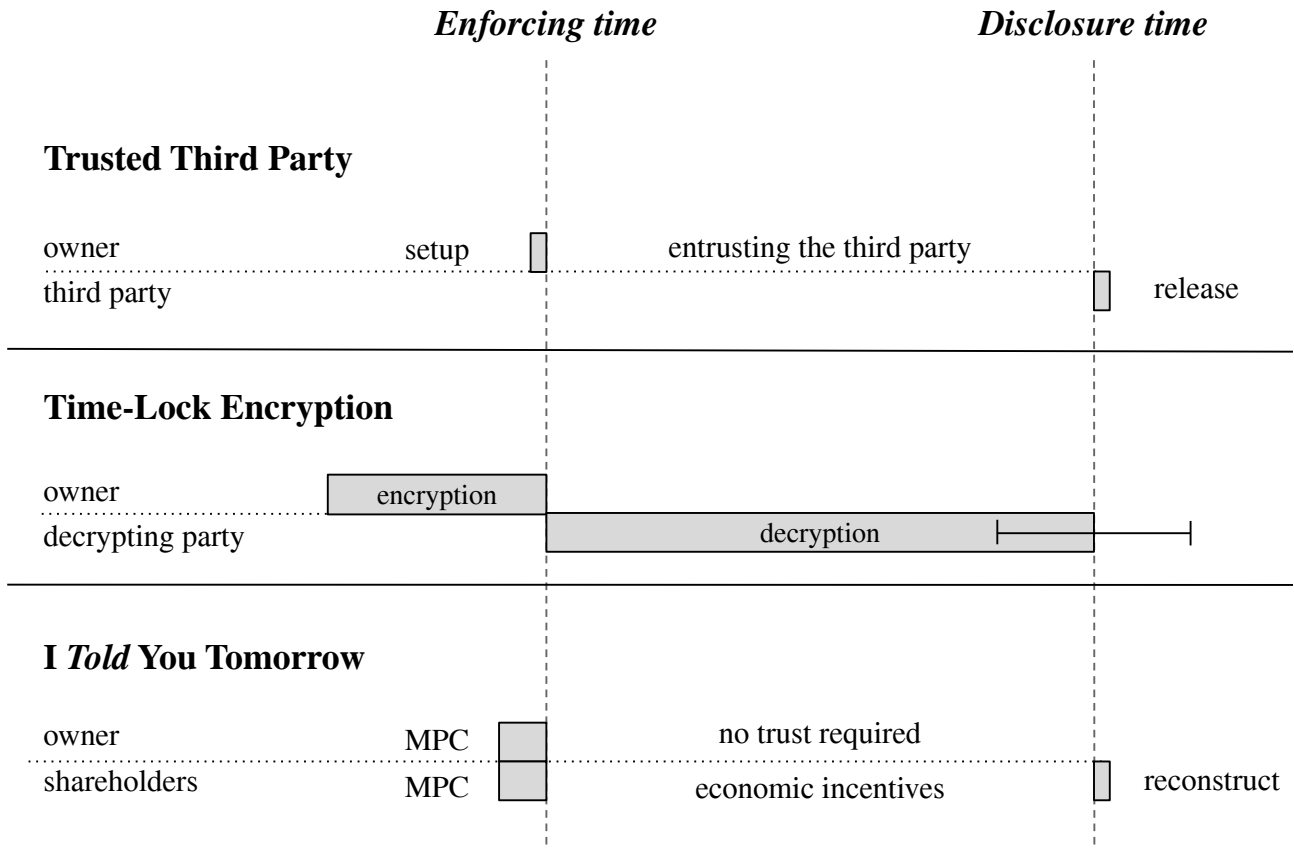 Enforcing time Disclosure time
Trusted Third Party
owner setup entrusting the third party
third party release
Time-Lock Encryption
owner encryption
decrypting party decryption
I Told You Tomorrow
owner MPC no trust required
shareholders MPC economic incentives reconstruct